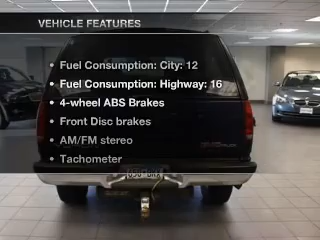 VEHICLE FEATURES
• Fuel Consumption: City: 12
• Fuel Consumption: Highway: 16
• 4-wheel ABS Brakes
• Front Disc brakes
• AM/FM stereo
• Tachometer